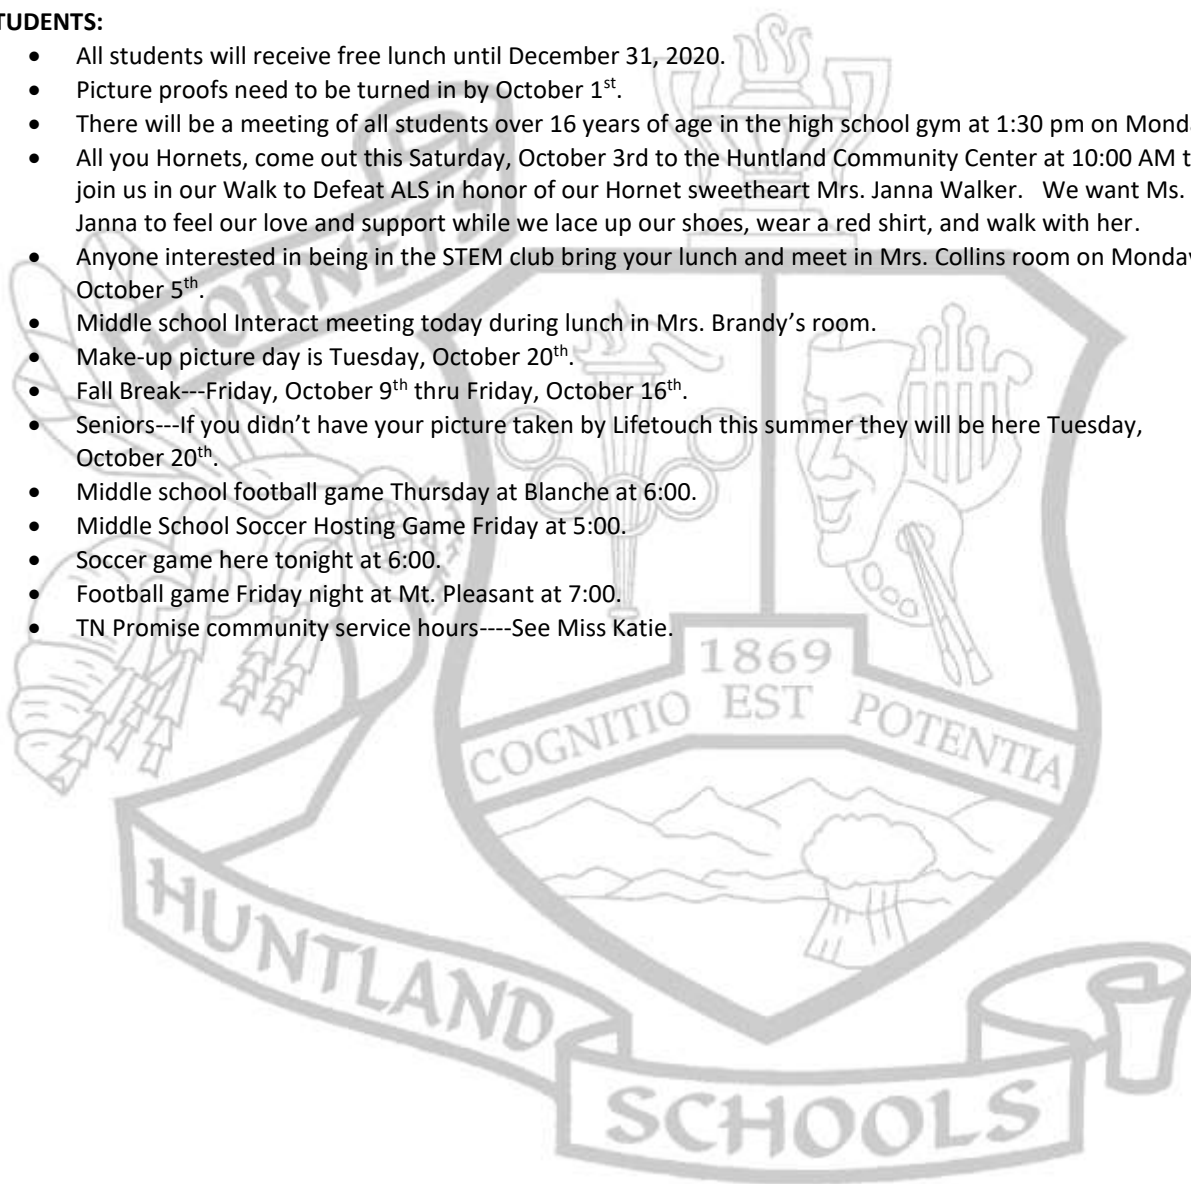 TUDENTS:
• All students will receive free lunch until December 31, 2020.
• Picture proofs need to be turned in by October 1st.
• There will be a meeting of all students over 16 years of age in the high school gym at 1:30 pm on Mond
• All you Hornets, come out this Saturday, October 3rd to the Huntland Community Center at 10:00 AM t
join us in our Walk to Defeat ALS in honor of our Hornet sweetheart Mrs. Janna Walker. We want Ms.
Janna to feel our love and support while we lace up our shoes, wear a red shirt, and walk with her.
• Anyone interested in being in the STEM club bring your lunch and meet in Mrs. Collins room on Monday
October 5th.
• Middle school Interact meeting today during lunch in Mrs. Brandy’s room.
• Make-up picture day is Tuesday, October 20th.
• Fall Break---Friday, October 9th thru Friday, October 16th.
• Seniors---If you didn’t have your picture taken by Lifetouch this summer they will be here Tuesday,
October 20th.
• Middle school football game Thursday at Blanche at 6:00.
• Middle School Soccer Hosting Game Friday at 5:00.
• Soccer game here tonight at 6:00.
• Football game Friday night at Mt. Pleasant at 7:00.
• TN Promise community service hours----See Miss Katie.
HORNETS
1869
COGNITIO EST POTENTIA
HUNTLAND
SCHOOLS